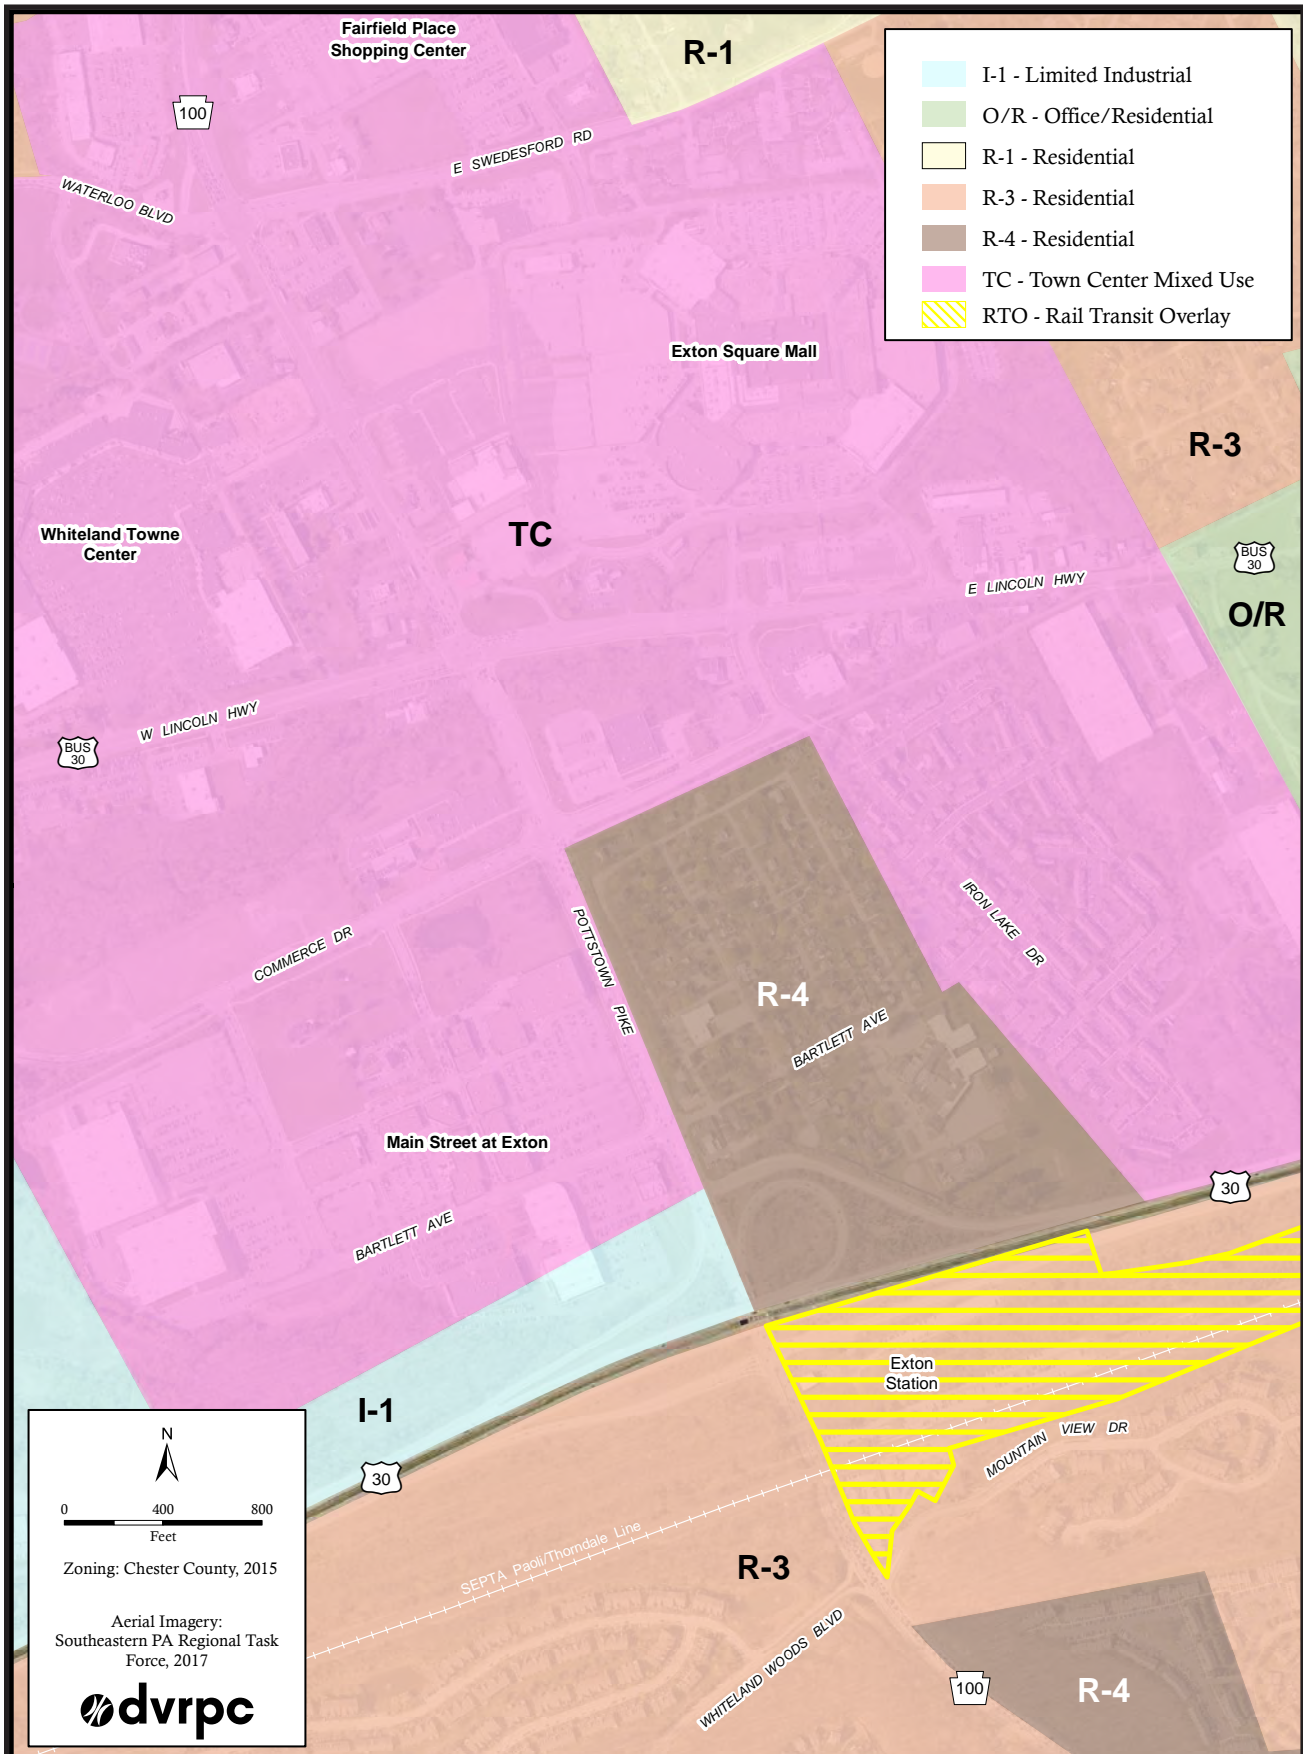 Fairfield Place
Shopping Center
R-1
100
E SWEDESFORD RD
WATERLOO BLVD
I-1 - Limited Industrial
O/R - Office/Residential
R-1 - Residential
R-3 - Residential
R-4 - Residential
TC - Town Center Mixed Use
RTO - Rail Transit Overlay
Exton Square Mall
R-3
Whiteland Towne
Center
TC
BUS
30
E LINCOLN HWY
O/R
W LINCOLN HWY
BUS
30
COMMERCE DR
POTTSTOWN PIKE
IRON LAKE DR
R-4
BARTLETT AVE
Main Street at Exton
BARTLETT AVE
30
Exton
Station
MOUNTAIN VIEW DR
I-1
30
SEPTA Paoli/Thorndale Line
R-3
WHITELAND WOODS BLVD
100
R-4
N
0 400 800
Feet
Zoning: Chester County, 2015
Aerial Imagery:
Southeastern PA Regional Task
Force, 2017
dvrpc